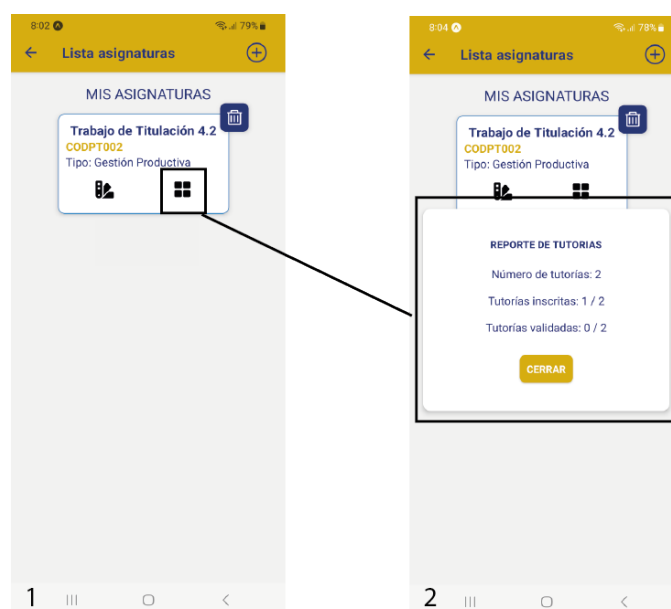 8:02 79%
Lista asignaturas
MIS ASIGNATURAS
Trabajo de Titulación 4.2
CODPT002
Tipo: Gestión Productiva
1
8:04 78%
Lista asignaturas
MIS ASIGNATURAS
Trabajo de Titulación 4.2
CODPT002
Tipo: Gestión Productiva
REPORTE DE TUTORIAS
Número de tutorías: 2
Tutorías inscritas: 1 / 2
Tutorías validadas: 0 / 2
CERRAR
2